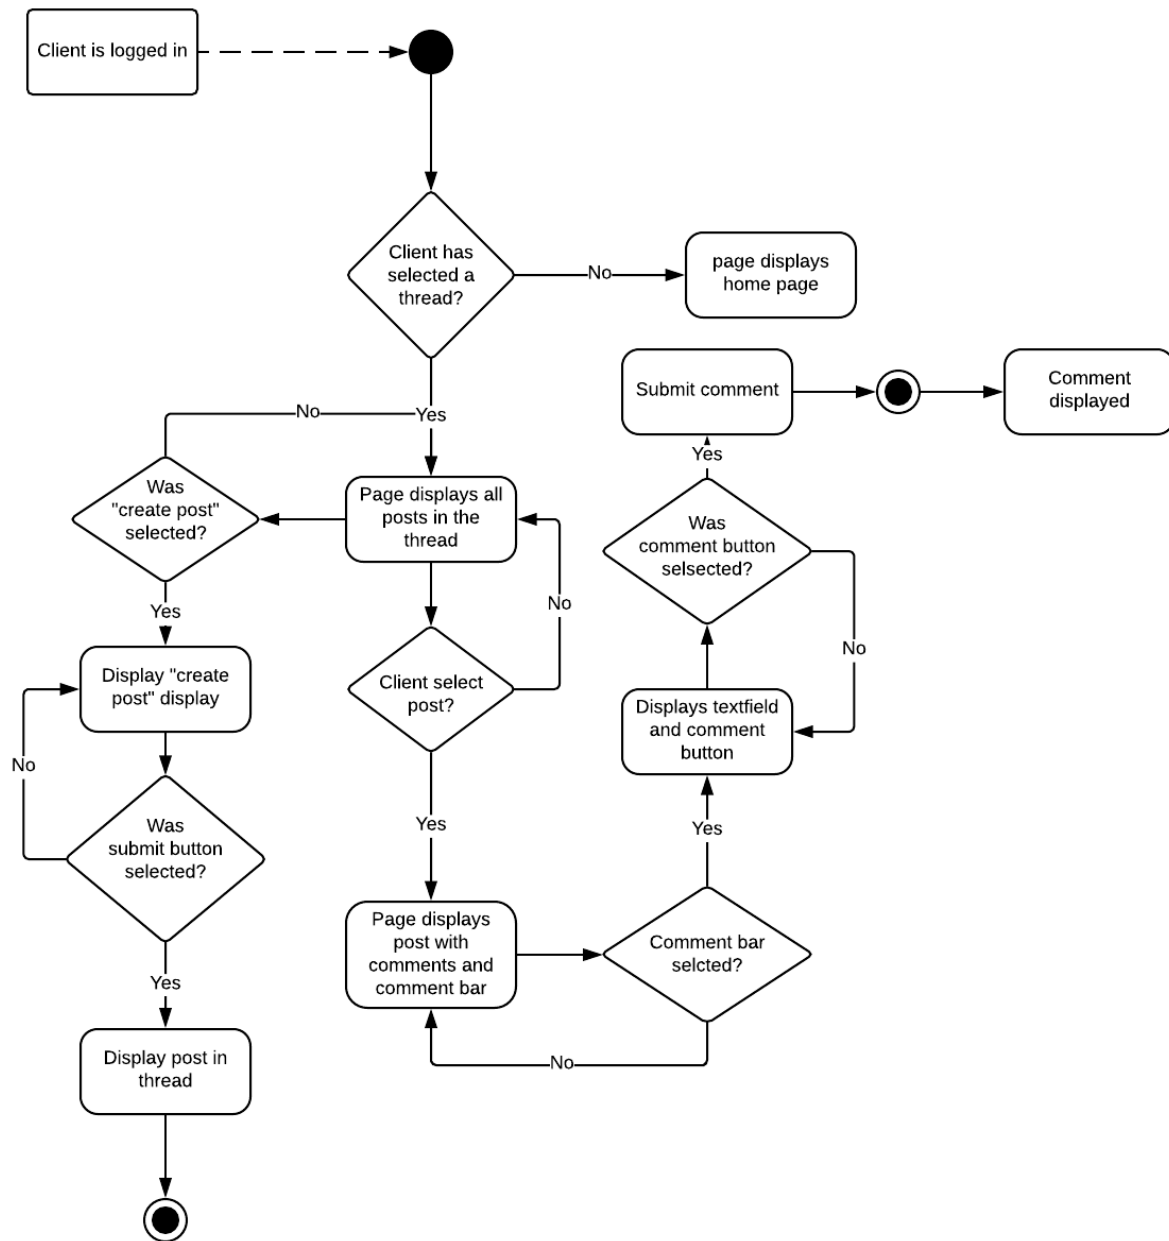 Client is logged in
Client has
selected a
thread?
No
page displays
home page
Submit comment
Comment
displayed
No
Yes
Yes
Was
"create post"
selected?
Page displays all
posts in the
thread
Was
comment button
selsected?
No
Yes
No
Display "create
post" display
Client select
post?
Displays textfield
and comment
button
No
Was
submit button
selected?
Yes
Yes
Page displays
post with
comments and
comment bar
Comment bar
selcted?
Yes
No
Display post in
thread